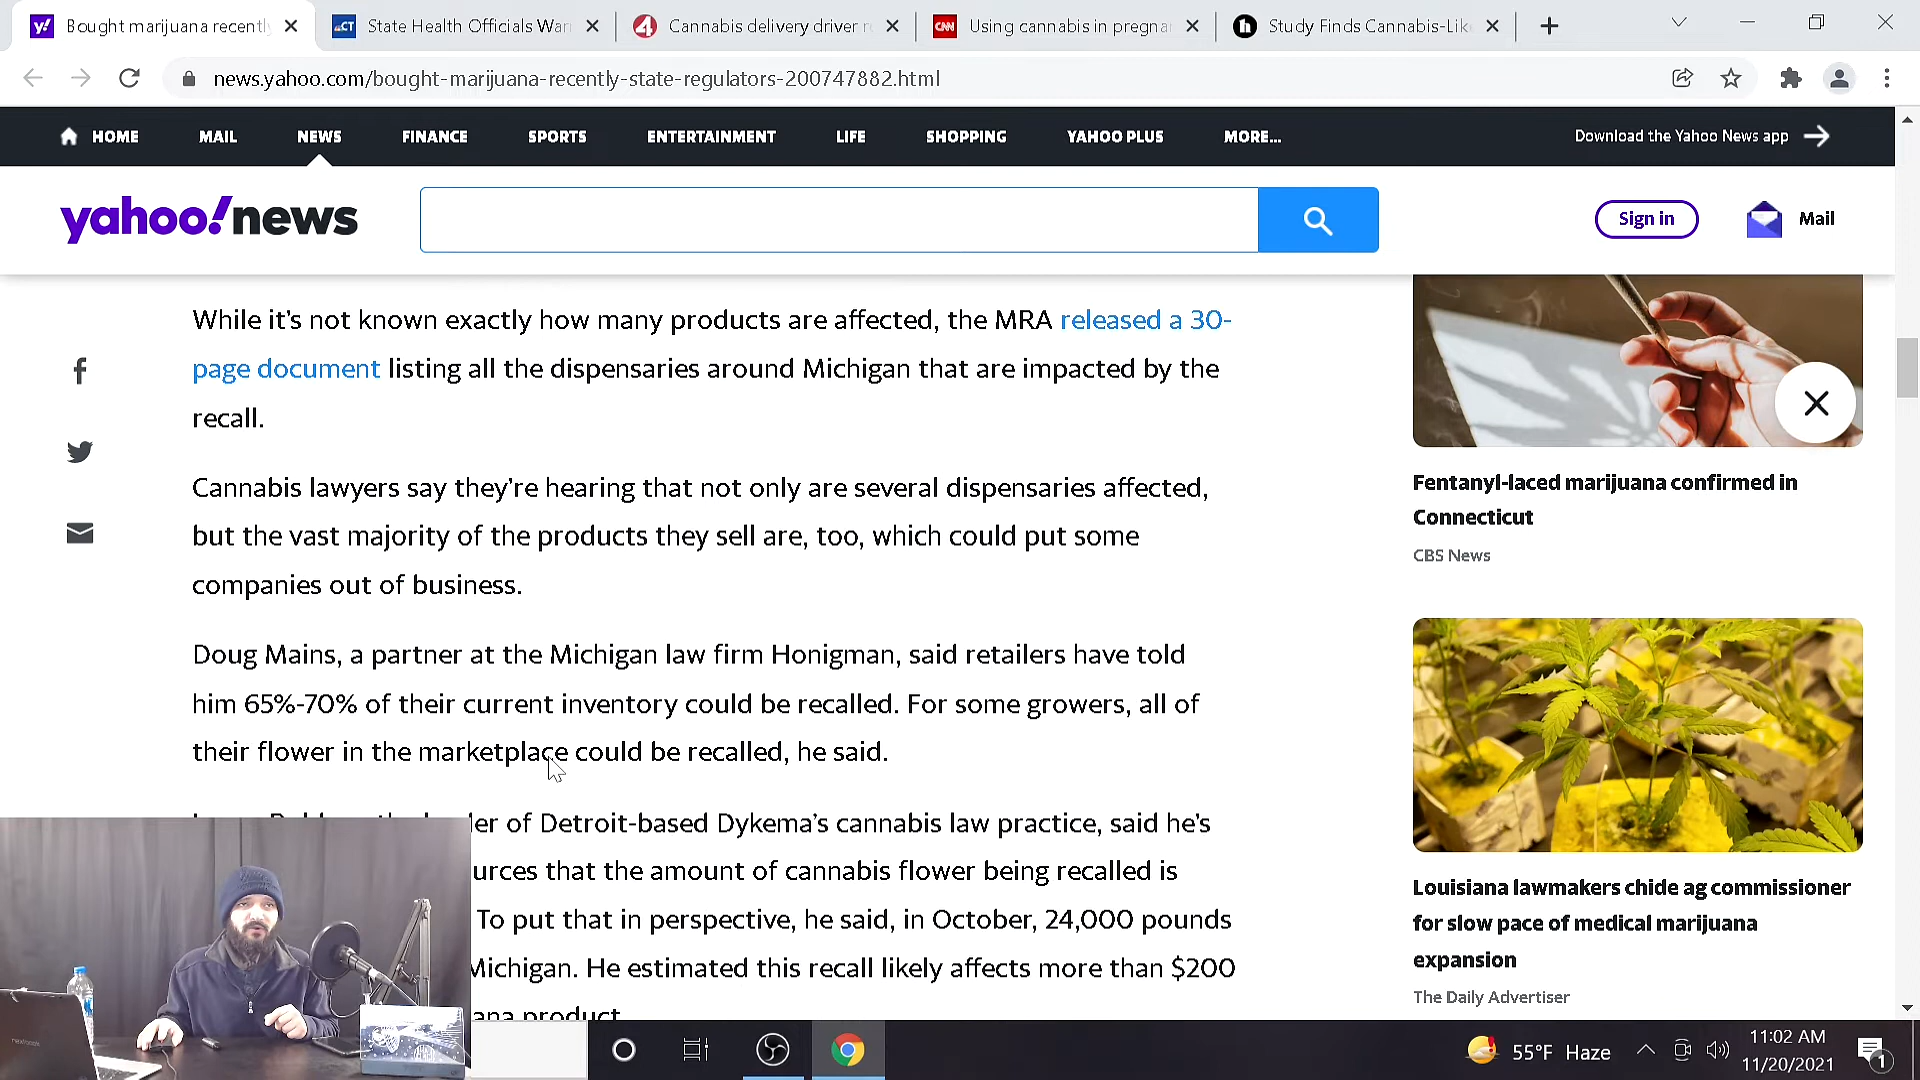 Bought marijuana recentl
State Health Officials War
Cannabis delivery driver r
Using cannabis in pregna
Study Finds Cannabis-Lik
news.yahoo.com/bought-marijuana-recently-state-regulators-200747882.html
HOME MAIL NEWS FINANCE SPORTS ENTERTAINMENT LIFE SHOPPING YAHOO PLUS MORE... Download the Yahoo News app
yahoo!news
Sign in
Mail
While it's not known exactly how many products are affected, the MRA released a 30-
page document listing all the dispensaries around Michigan that are impacted by the
recall.
Cannabis lawyers say they're hearing that not only are several dispensaries affected,
but the vast majority of the products they sell are, too, which could put some
companies out of business.
Doug Mains, a partner at the Michigan law firm Honigman, said retailers have told
him 65%-70% of their current inventory could be recalled. For some growers, all of
their flower in the marketplace could be recalled, he said.
der of Detroit-based Dykema's cannabis law practice, said he's
urces that the amount of cannabis flower being recalled is
To put that in perspective, he said, in October, 24,000 pounds
Michigan. He estimated this recall likely affects more than $200
ana product.
Fentanyl-laced marijuana confirmed in
Connecticut
CBS News
Louisiana lawmakers chide ag commissioner
for slow pace of medical marijuana
expansion
The Daily Advertiser
55°F Haze
11:02 AM
11/20/2021
1